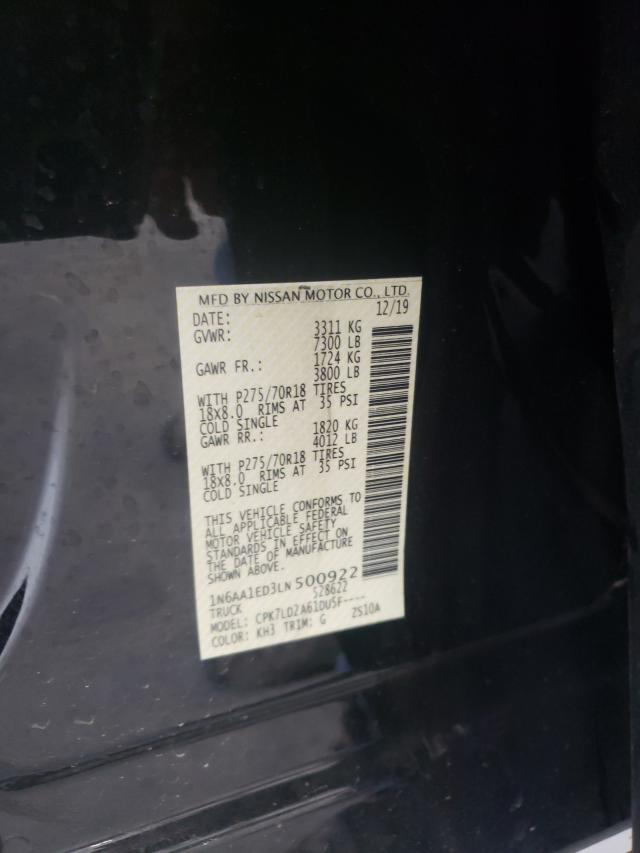 MFD BY NISSAN MOTOR CO., LTD.
DATE: 12/19
GVWR: 3311 KG
7300 LB
GAWR FR.: 1724 KG
3800 LB
WITH P275/70R18 TIRES
18X8.0 RIMS AT 35 PSI
COLD SINGLE
GAWR RR.: 1820 KG
4012 LB
WITH P275/70R18 TIRES
18X8.0 RIMS AT 35 PSI
COLD SINGLE
THIS VEHICLE CONFORMS TO
ALL APPLICABLE FEDERAL
MOTOR VEHICLE SAFETY
STANDARDS IN EFFECT ON
THE DATE OF MANUFACTURE
SHOWN ABOVE.
1N6AA1ED3LN 500922
TRUCK 528622
MODEL: CPK7LD2A61DU5F----
COLOR: KH3 TRIM: G ZS10A